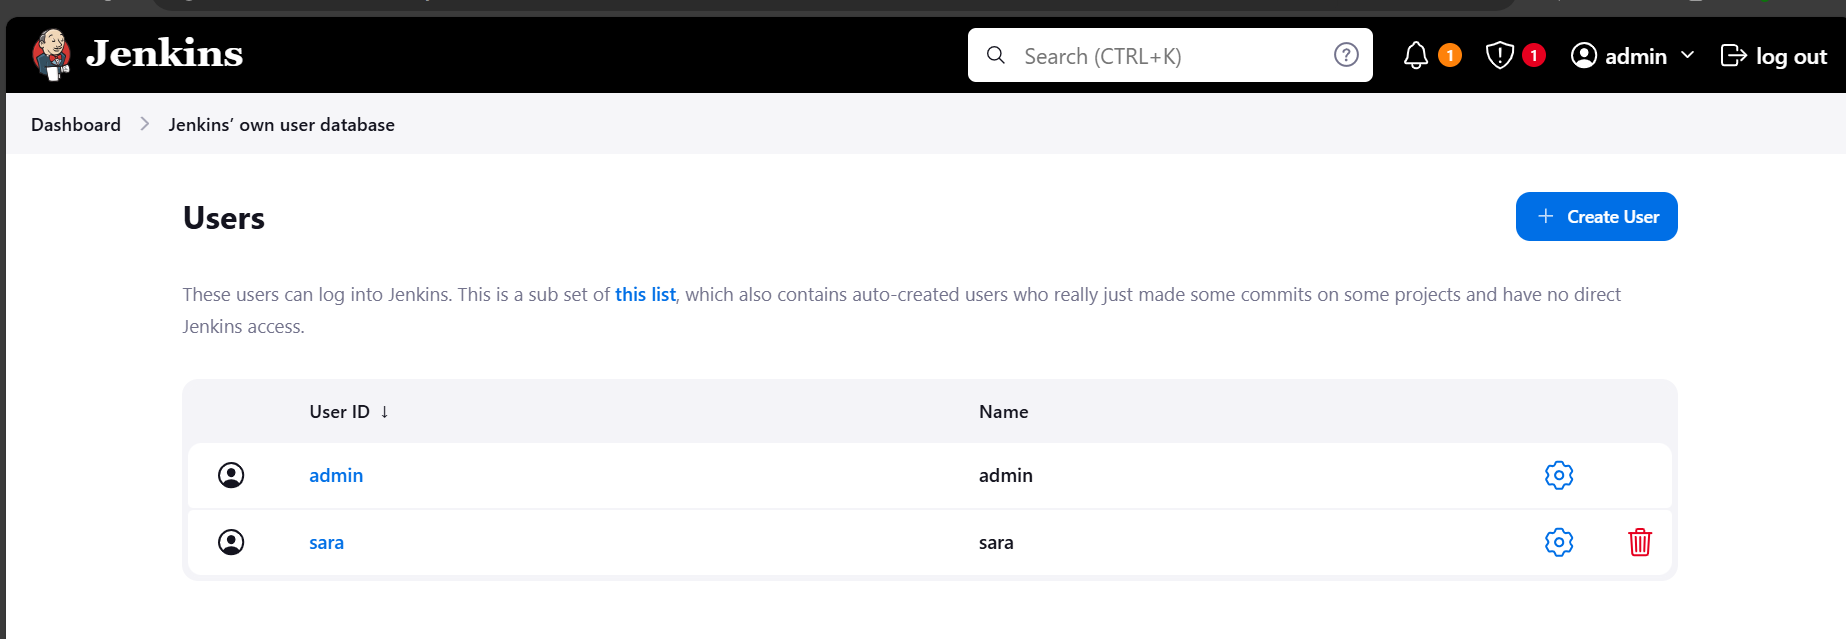 Jenkins
Search (CTRL+K)
1
1
admin
log out
Dashboard
Jenkins’ own user database
Users
Create User
These users can log into Jenkins. This is a sub set of this list, which also contains auto-created users who really just made some commits on some projects and have no direct
Jenkins access.
User ID ↓
Name
admin
admin
sara
sara